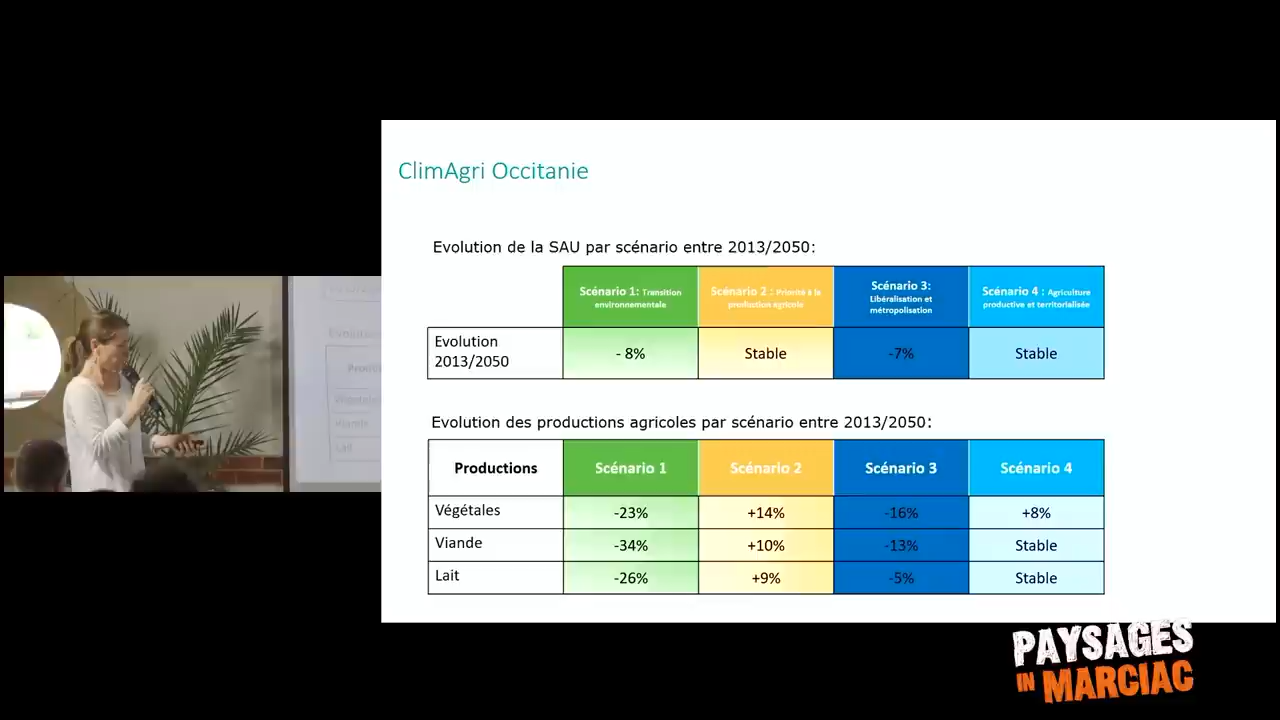 ClimAgri Occitanie
Evolution de la SAU par scénario entre 2013/2050:
Scénario 1: Transition
environnementale
Scénario 2 : Priorité à la
production agricole
Scénario 3:
Libéralisation et
métropolisation
Scénario 4 : Agriculture
productive et territorialisée
Evolution
2013/2050
- 8%
Stable
-7%
Stable
Evolution des productions agricoles par scénario entre 2013/2050:
Productions
Scénario 1
Scénario 2
Scénario 3
Scénario 4
Végétales
-23%
+14%
-16%
+8%
Viande
-34%
+10%
-13%
Stable
Lait
-26%
+9%
-5%
Stable
Lait
PAYSAGES
IN MARCIAC